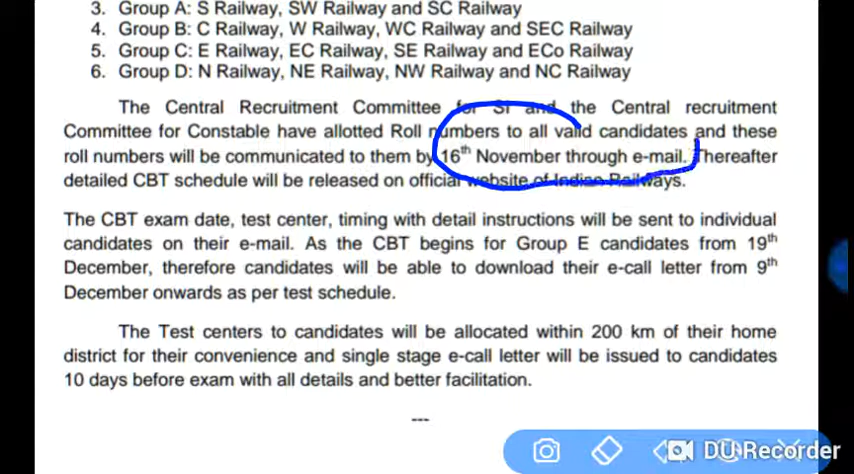 3. Group A: S Railway, SW Railway and SC Railway
4. Group B: C Railway, W Railway, WC Railway and SEC Railway
5. Group C: E Railway, EC Railway, SE Railway and ECo Railway
6. Group D: N Railway, NE Railway, NW Railway and NC Railway
The Central Recruitment Committee for SI and the Central recruitment
Committee for Constable have allotted Roll numbers to all valid candidates and these
roll numbers will be communicated to them by 16th November through e-mail. Thereafter
detailed CBT schedule will be released on official website of Indian Railways.
The CBT exam date, test center, timing with detail instructions will be sent to individual
candidates on their e-mail. As the CBT begins for Group E candidates from 19th
December, therefore candidates will be able to download their e-call letter from 9th
December onwards as per test schedule.
The Test centers to candidates will be allocated within 200 km of their home
district for their convenience and single stage e-call letter will be issued to candidates
10 days before exam with all details and better facilitation.
---
DU Recorder